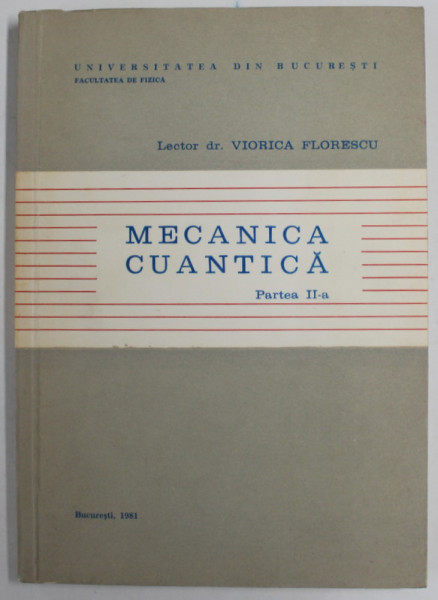 UNIVERSITATEA DIN BUCUREȘTI
FACULTATEA DE FIZICA
Lector dr. VIORICA FLORESCU
MECANICA
CUANTICĂ
Partea II-a
București, 1981